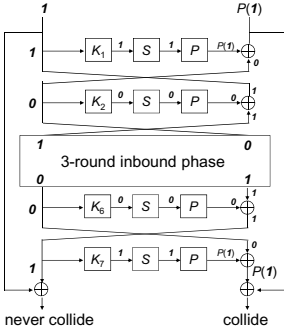 1 P(1)
1 K1 1 S 1 P P(1)
0
0 K2 0 S 0 P 0 1
1
1 0
3-round inbound phase
0 1
1
0 K6 0 S 0 P 0
1
0
1 K7 1 S 1 P P(1)
P(1)
never collide collide